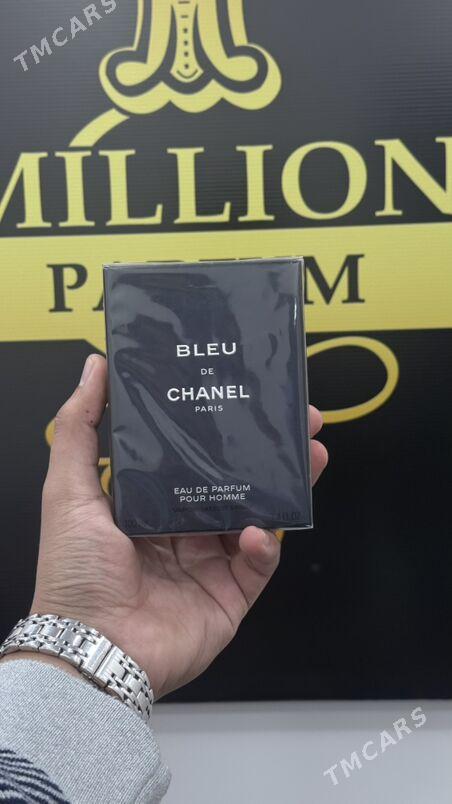 TMCARS
MILLION
PARFUM
BLEU
DE
CHANEL
PARIS
EAU DE PARFUM
POUR HOMME
TMCARS